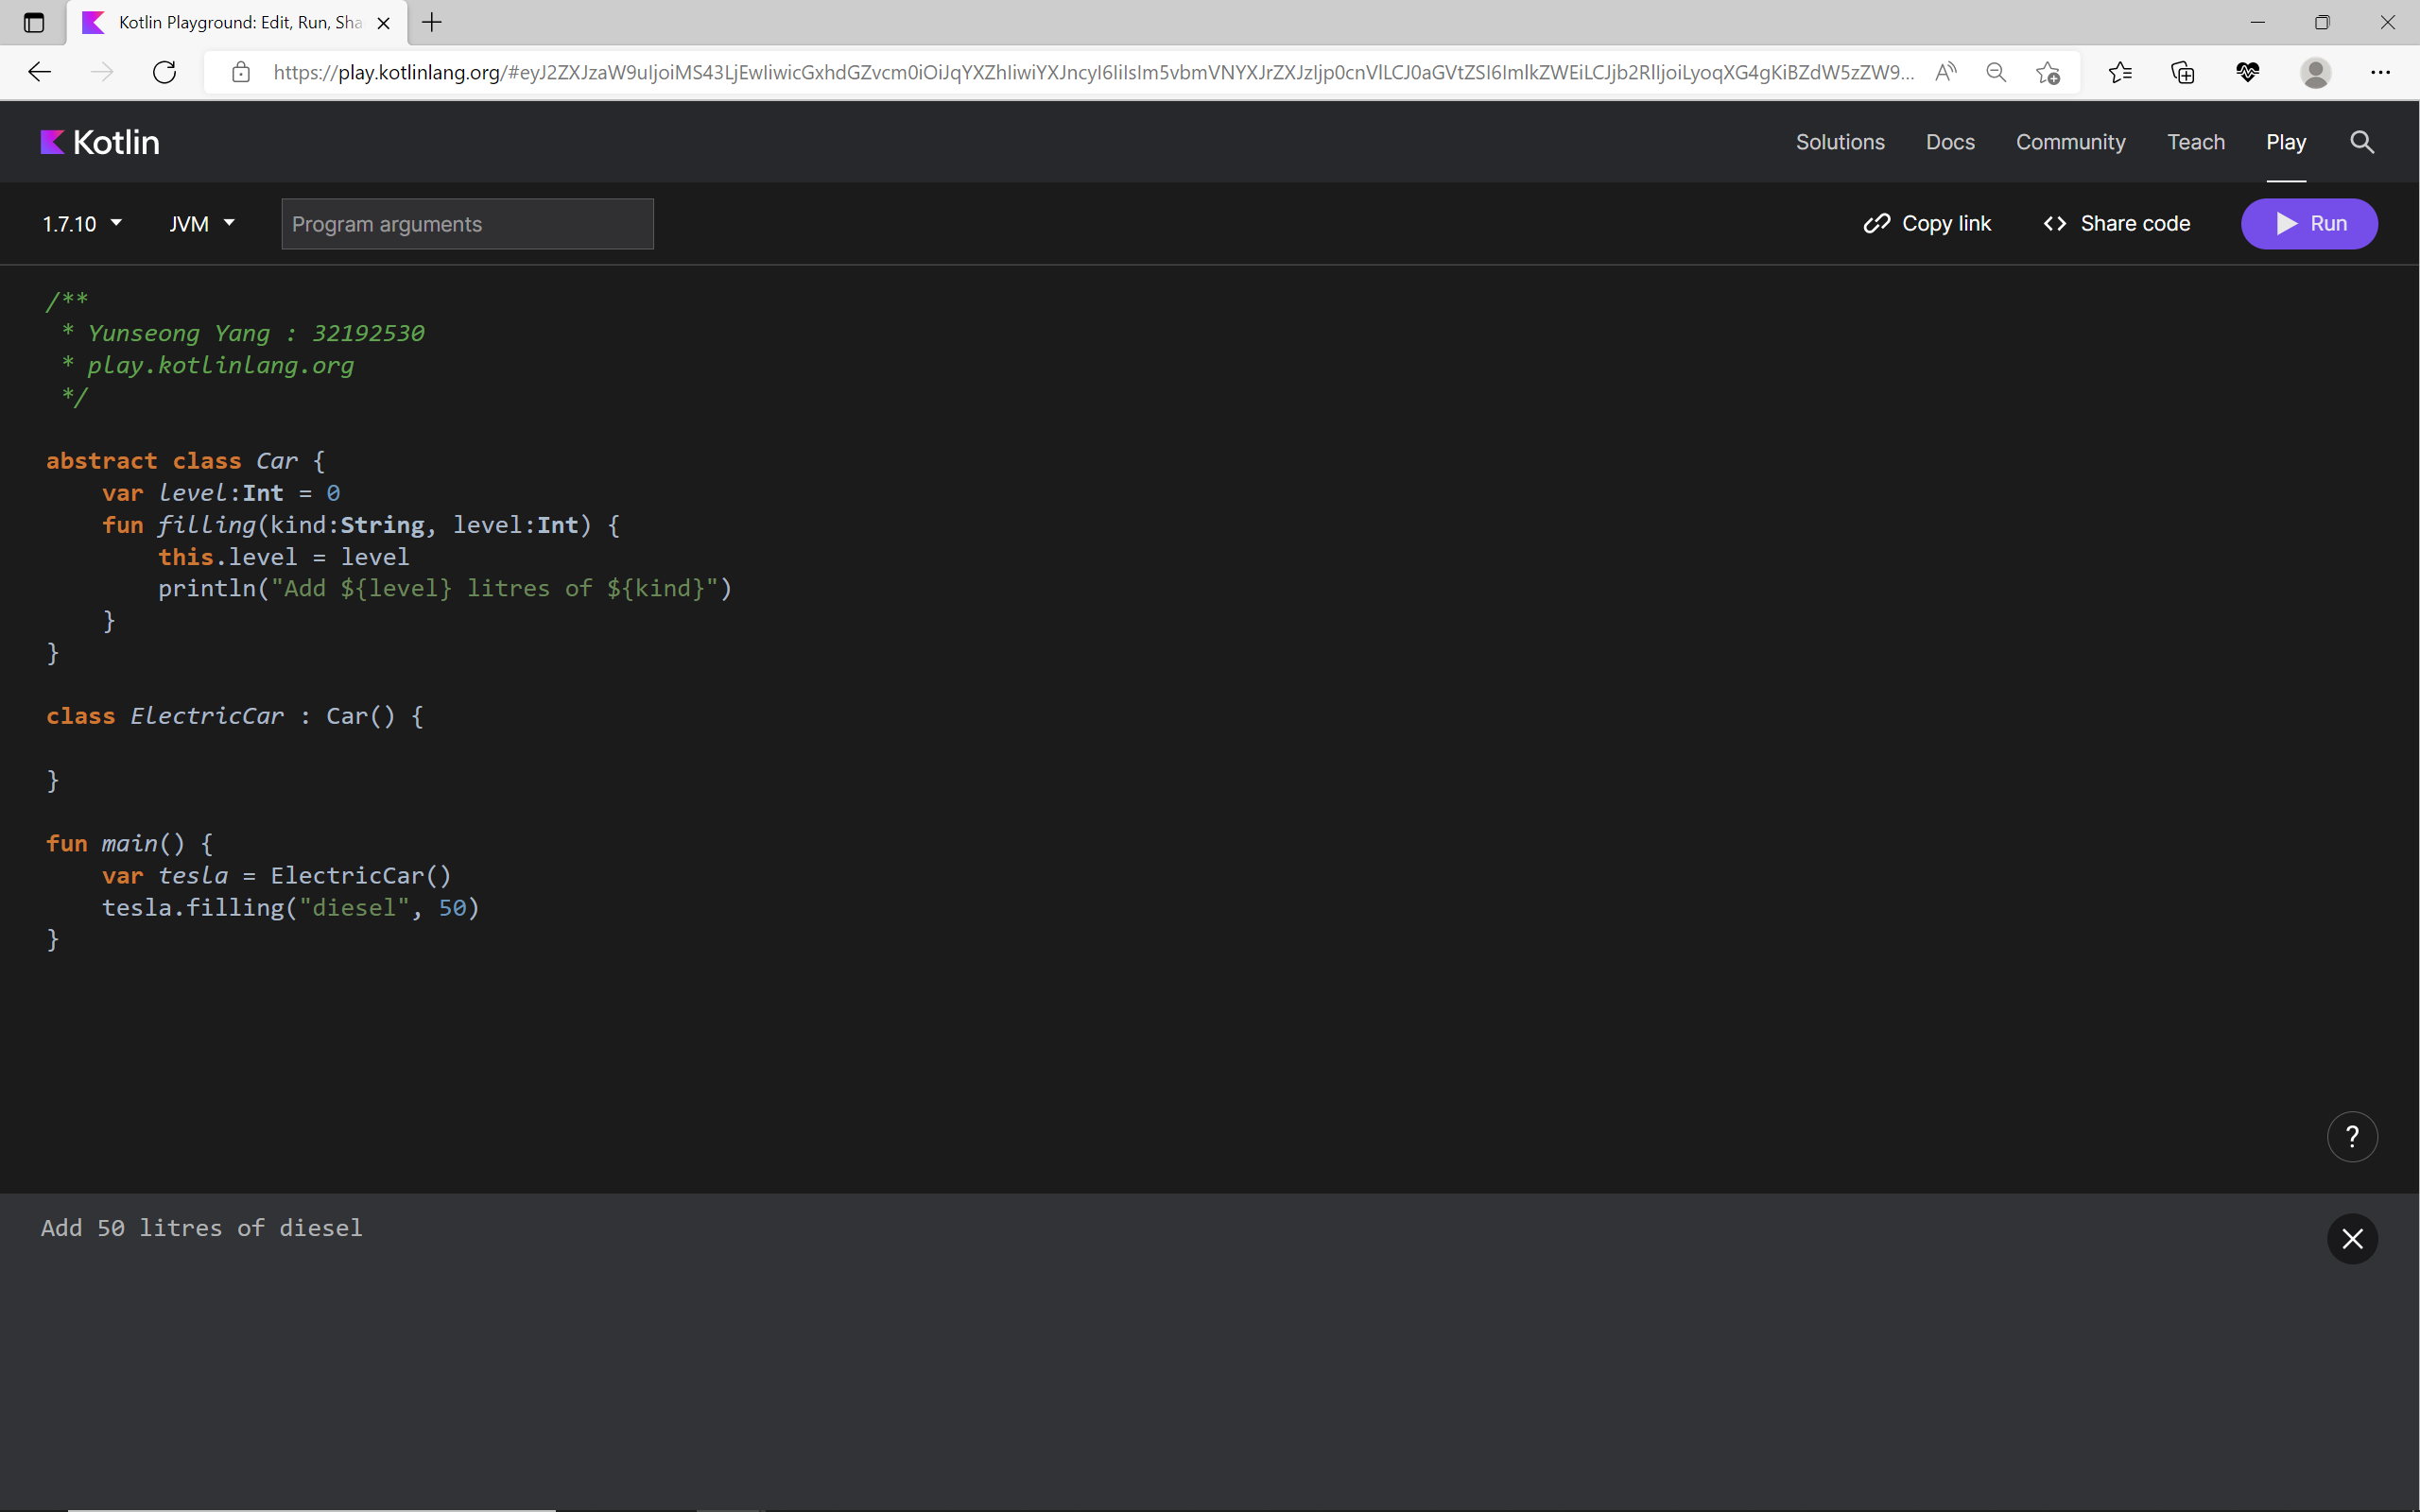 Kotlin Playground: Edit, Run, Sha
https://play.kotlinlang.org/
Kotlin
Solutions Docs Community Teach Play
1.7.10 JVM Program arguments Copy link <> Share code Run
/**
 * Yunseong Yang : 32192530
 * play.kotlinlang.org
 */
abstract class Car {
    var level:Int = 0
    fun filling(kind:String, level:Int) {
        this.level = level
        println("Add ${level} litres of ${kind}")
    }
}
class ElectricCar : Car() {
}
fun main() {
    var tesla = ElectricCar()
    tesla.filling("diesel", 50)
}
?
Add 50 litres of diesel